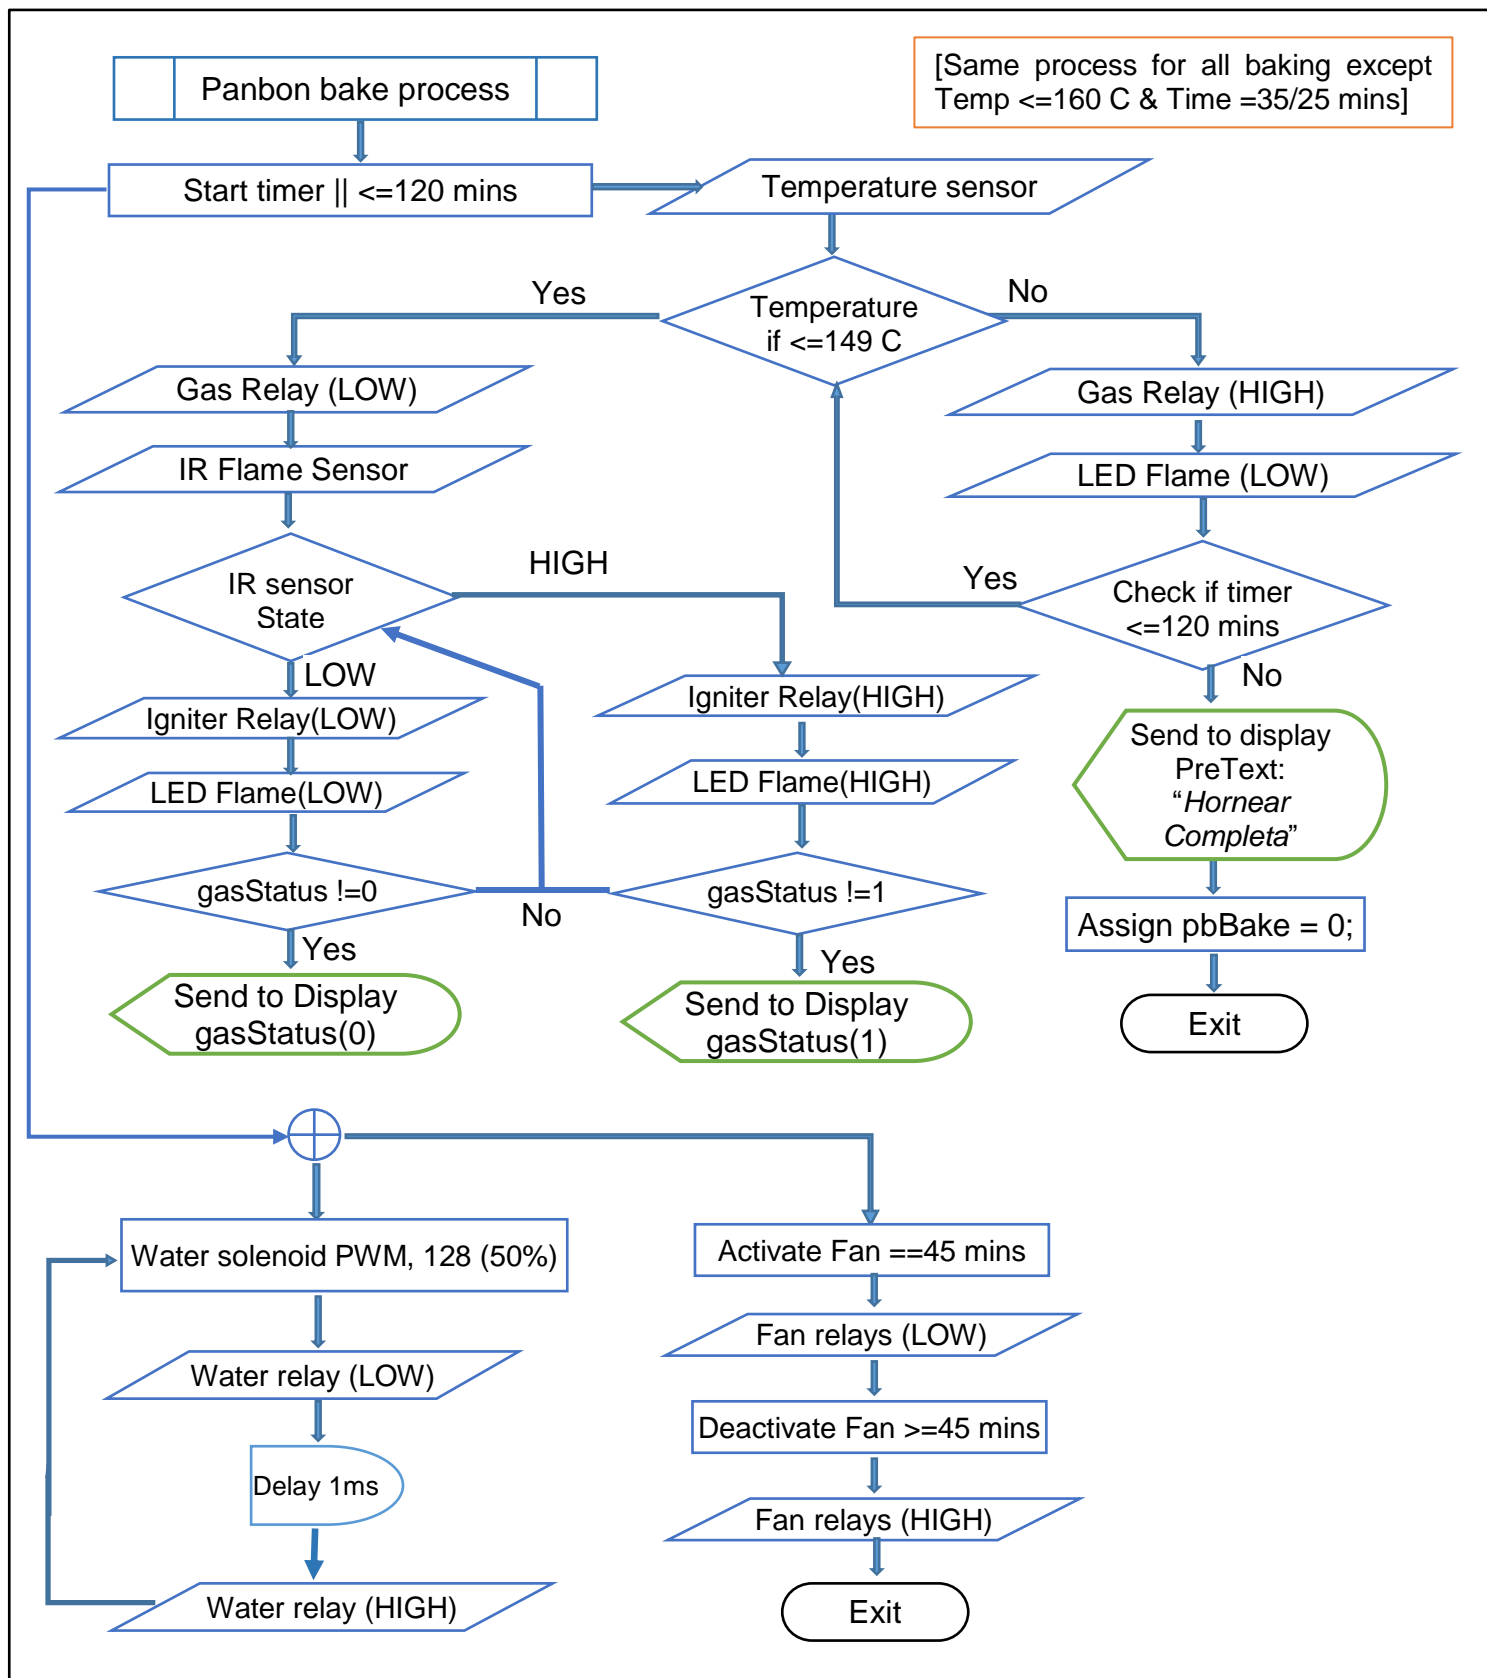 Panbon bake process
[Same process for all baking except
Temp <=160 C & Time =35/25 mins]
Start timer || <=120 mins
Temperature sensor
Yes
No
Temperature
if <=149 C
Gas Relay (LOW)
Gas Relay (HIGH)
IR Flame Sensor
LED Flame (LOW)
HIGH
IR sensor
State
Yes
Check if timer
<=120 mins
LOW
No
Igniter Relay(LOW)
Igniter Relay(HIGH)
Send to display
PreText:
“Hornear
Completa”
LED Flame(LOW)
LED Flame(HIGH)
gasStatus !=0
No
gasStatus !=1
Assign pbBake = 0;
Yes
Yes
Send to Display
gasStatus(0)
Send to Display
gasStatus(1)
Exit
Water solenoid PWM, 128 (50%)
Activate Fan ==45 mins
Fan relays (LOW)
Water relay (LOW)
Deactivate Fan >=45 mins
Delay 1ms
Fan relays (HIGH)
Water relay (HIGH)
Exit